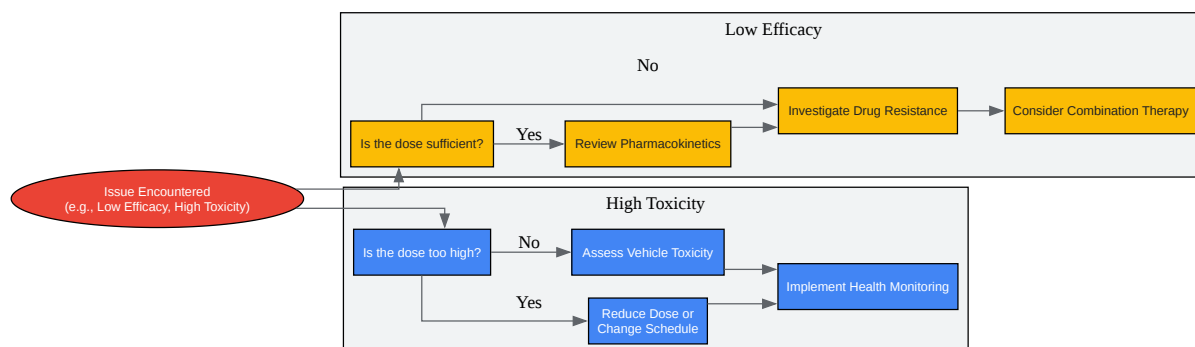 Low Efficacy
No
Investigate Drug Resistance
Consider Combination Therapy
Is the dose sufficient?
Yes
Review Pharmacokinetics
Issue Encountered
(e.g., Low Efficacy, High Toxicity)
High Toxicity
Is the dose too high?
No
Assess Vehicle Toxicity
Implement Health Monitoring
Yes
Reduce Dose or
Change Schedule